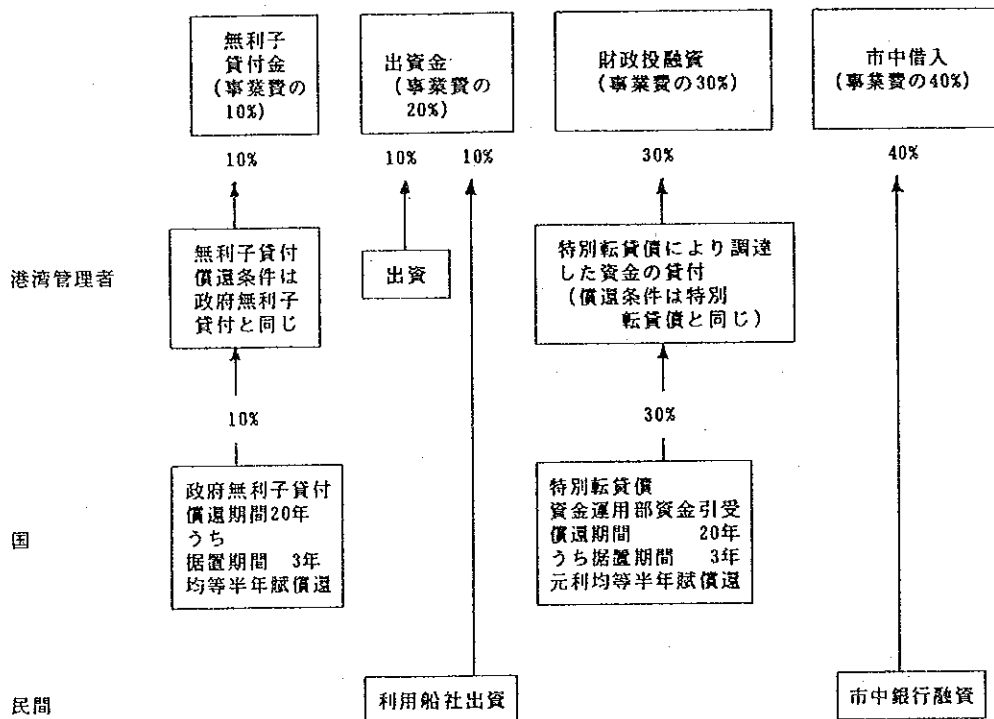 無利子
貸付金
(事業費の
10%)
出資金
(事業費の
20%)
財政投融資
(事業費の30%)
市中借入
(事業費の40%)
10%
10%
10%
30%
40%
港湾管理者
無利子貸付
償還条件は
政府無利子
貸付と同じ
出資
特別転貸債により調達
した資金の貸付
(償還条件は特別
転貸債と同じ)
10%
30%
国
政府無利子貸付
償還期間20年
うち
据置期間 3年
均等半年賦償還
特別転貸債
資金運用部資金引受
償還期間 20年
うち据置期間 3年
元利均等半年賦償還
民間
利用船社出資
市中銀行融資